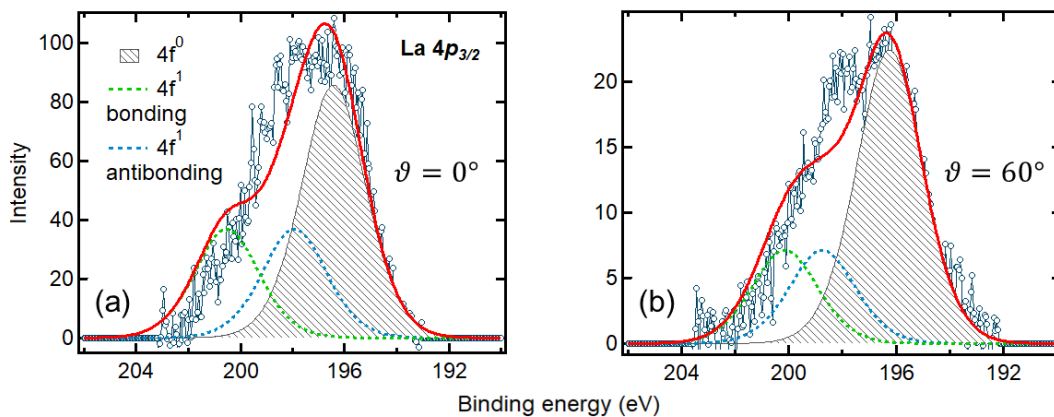 La 4p3/2
4f⁰
4f¹
bonding
4f¹
antibonding
ϑ = 0°
(a)
Intensity
100
80
60
40
20
0
204
200
196
192
ϑ = 60°
(b)
20
15
10
5
0
204
200
196
192
Binding energy (eV)